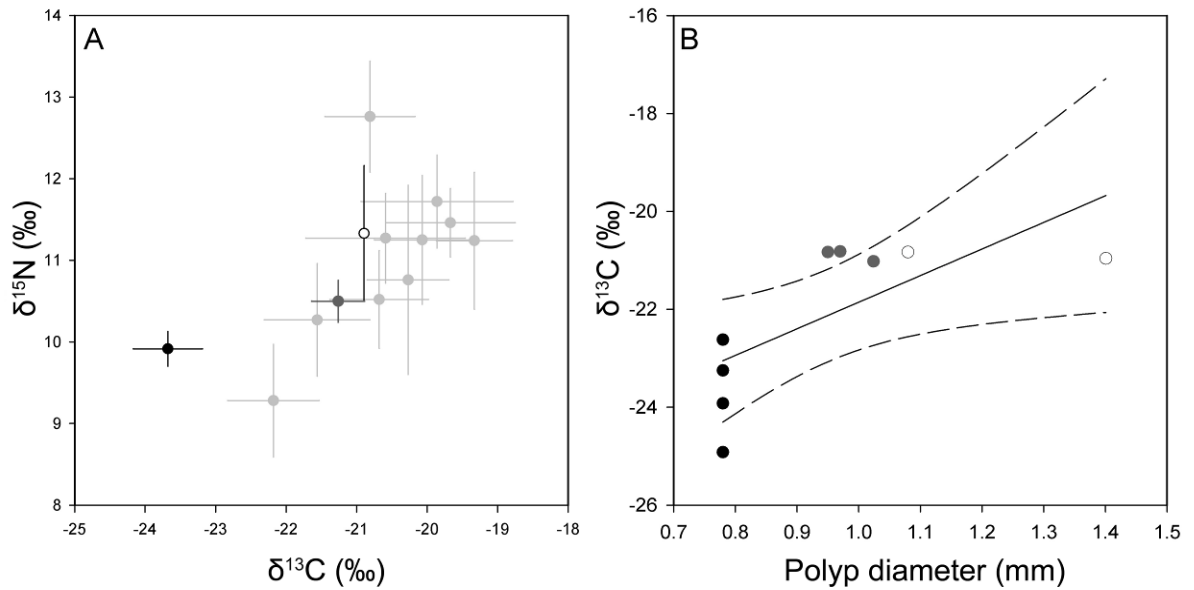 A
14
13
12
11
10
9
8
δ¹⁵N (‰)
-25 -24 -23 -22 -21 -20 -19 -18
δ¹³C (‰)
B
-16
-18
-20
-22
-24
-26
δ¹³C (‰)
0.7 0.8 0.9 1.0 1.1 1.2 1.3 1.4 1.5
Polyp diameter (mm)